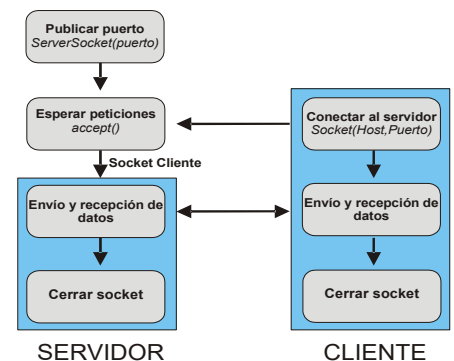 Publicar puerto
ServerSocket(puerto)
Esperar peticiones
accept()
Socket Cliente
Envío y recepción de
datos
Cerrar socket
SERVIDOR
Conectar al servidor
Socket(Host,Puerto)
Envío y recepción de
datos
Cerrar socket
CLIENTE